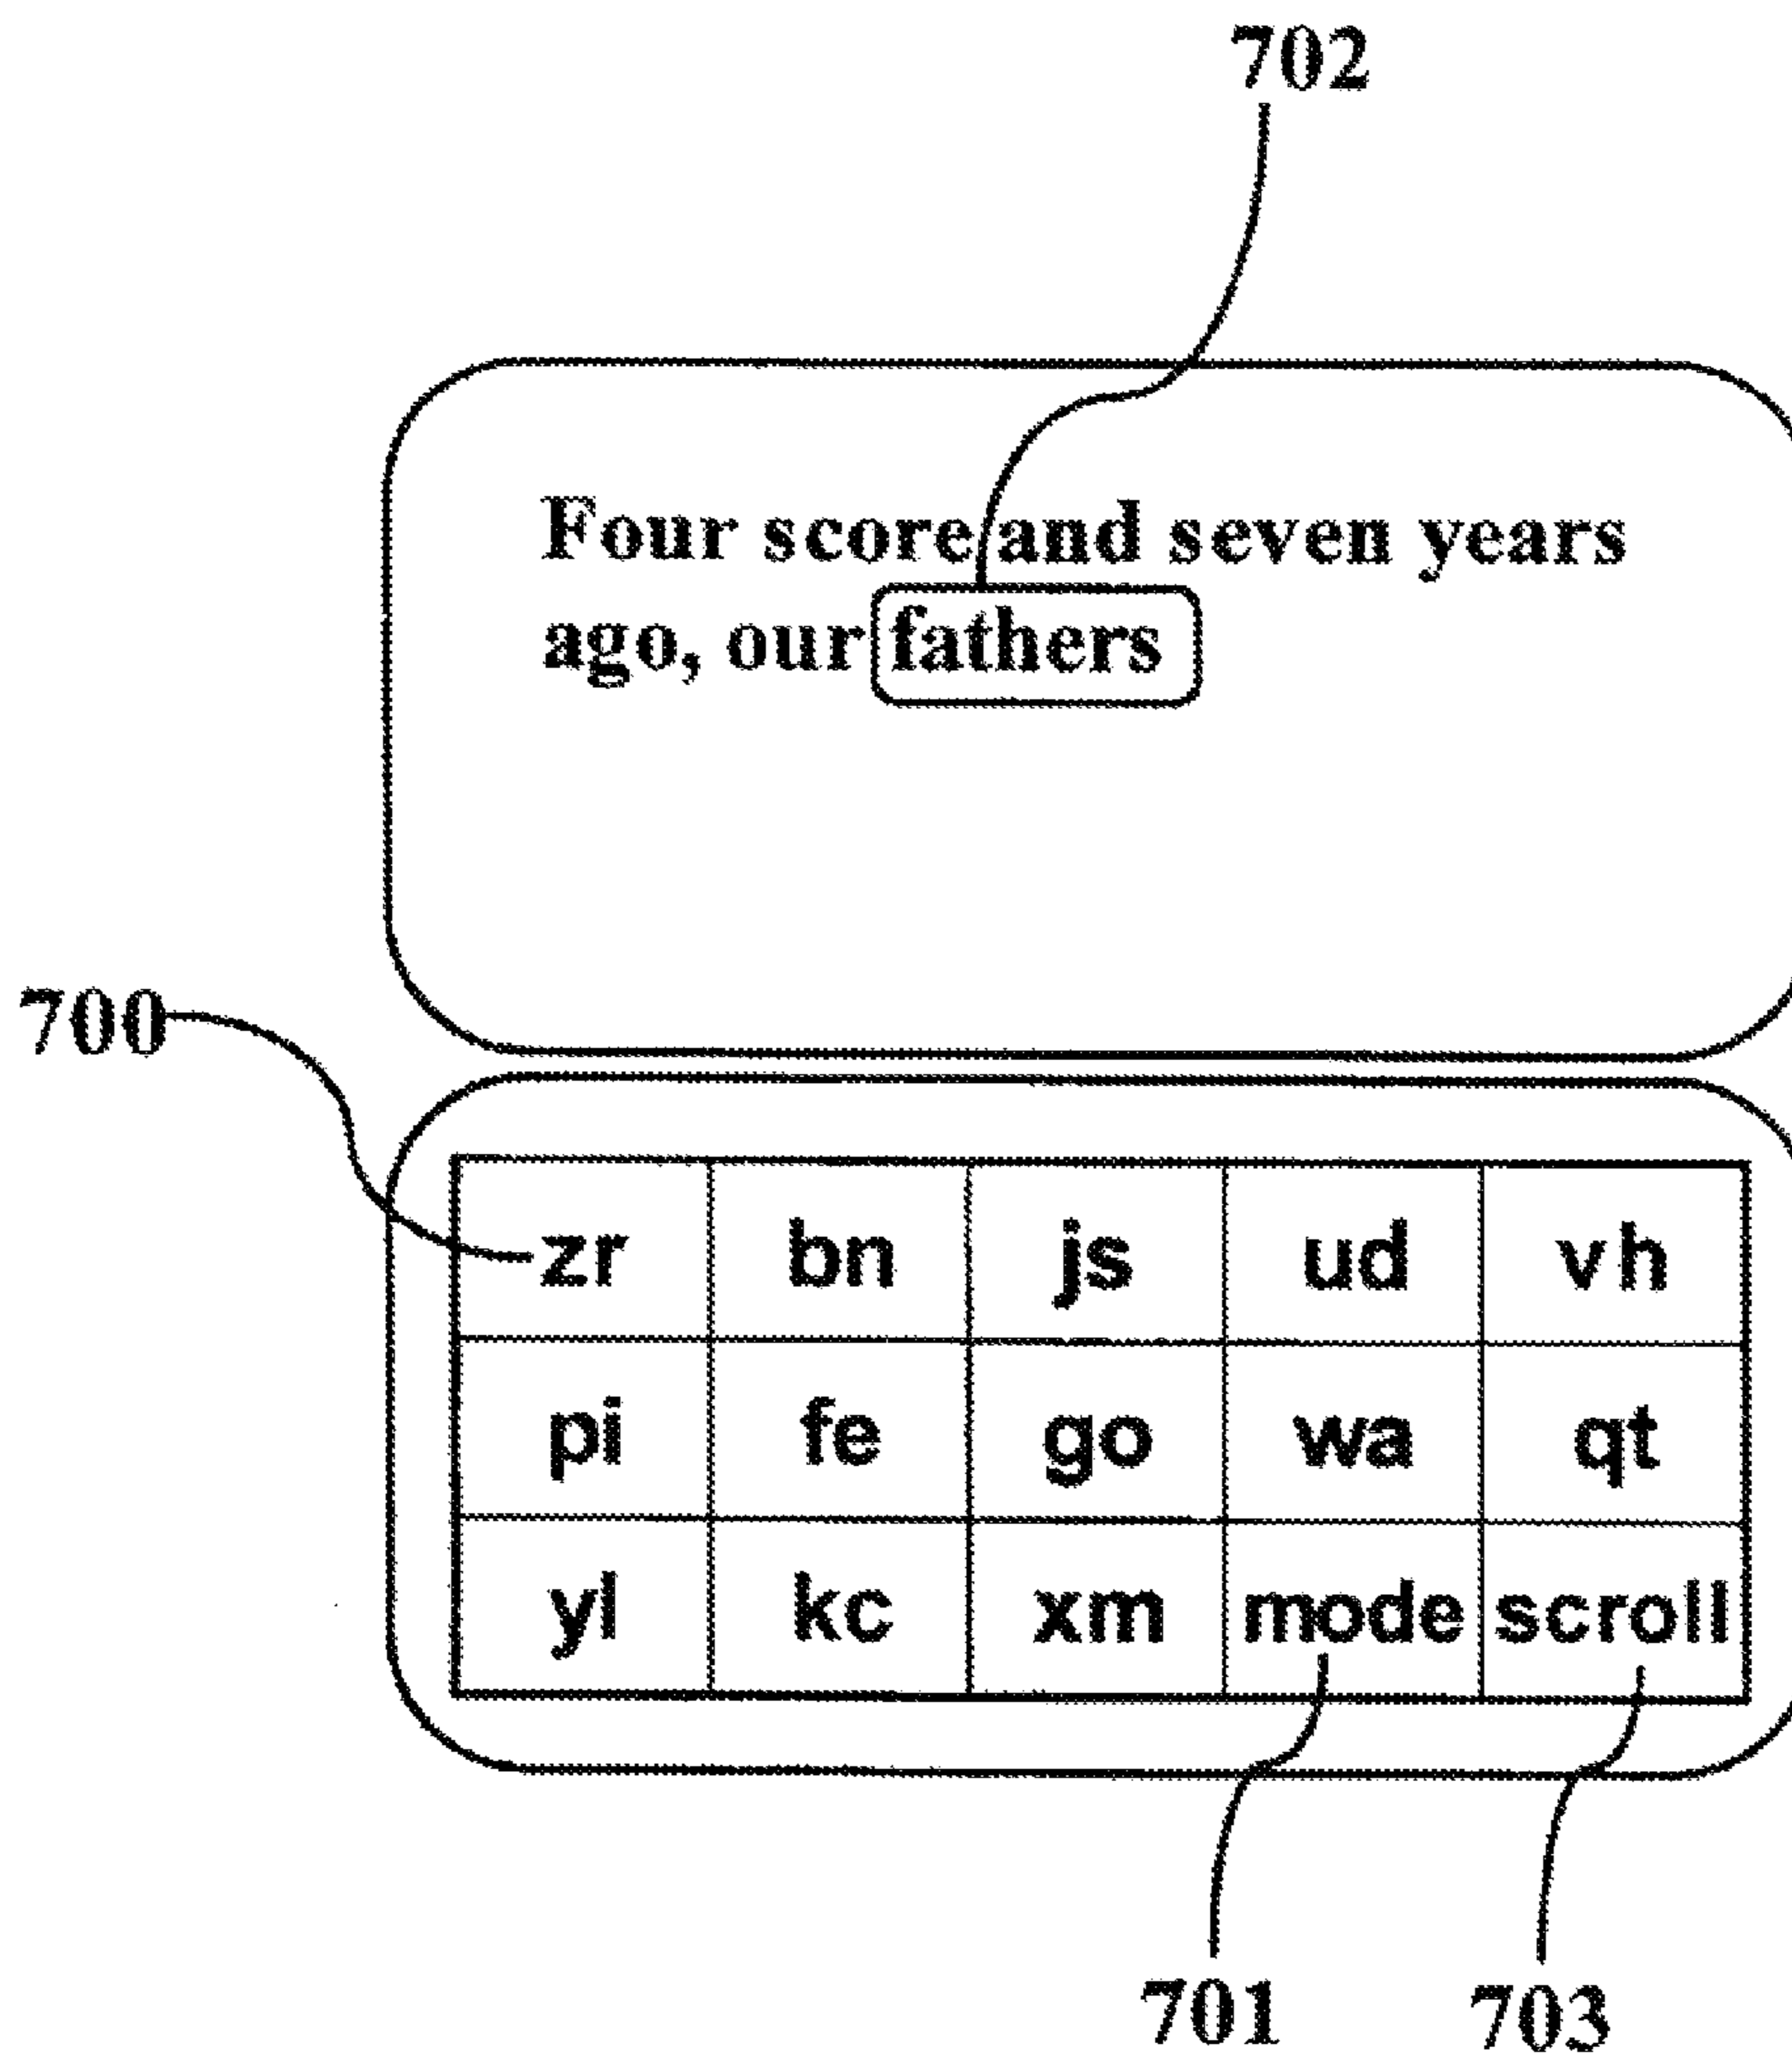 702
Four score and seven years
ago, our fathers
700
zr bn js ud vh
pi fe go wa qt
yl kc xm mode scroll
701 703